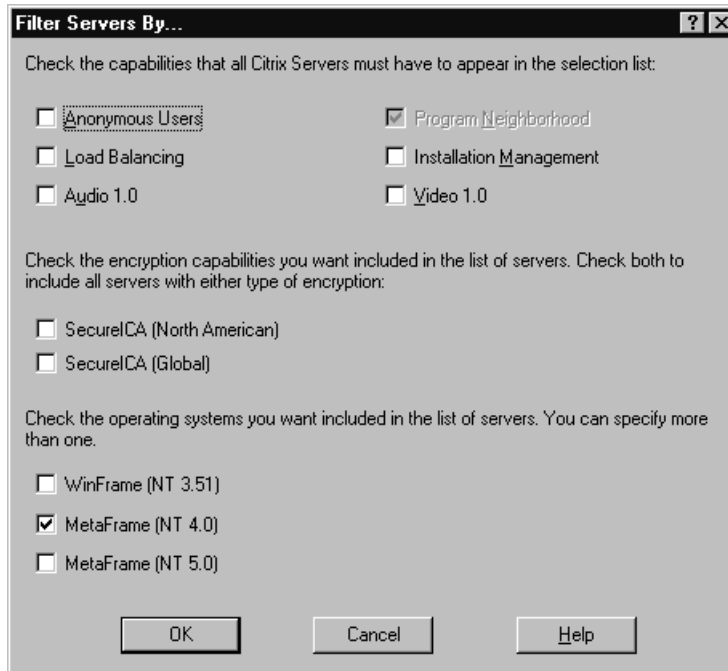 Filter Servers By...
Check the capabilities that all Citrix Servers must have to appear in the selection list:
Anonymous Users
Program Neighborhood
Load Balancing
Installation Management
Audio 1.0
Video 1.0
Check the encryption capabilities you want included in the list of servers. Check both to
include all servers with either type of encryption:
SecureICA (North American)
SecureICA (Global)
Check the operating systems you want included in the list of servers. You can specify more
than one.
WinFrame (NT 3.51)
MetaFrame (NT 4.0)
MetaFrame (NT 5.0)
OK
Cancel
Help